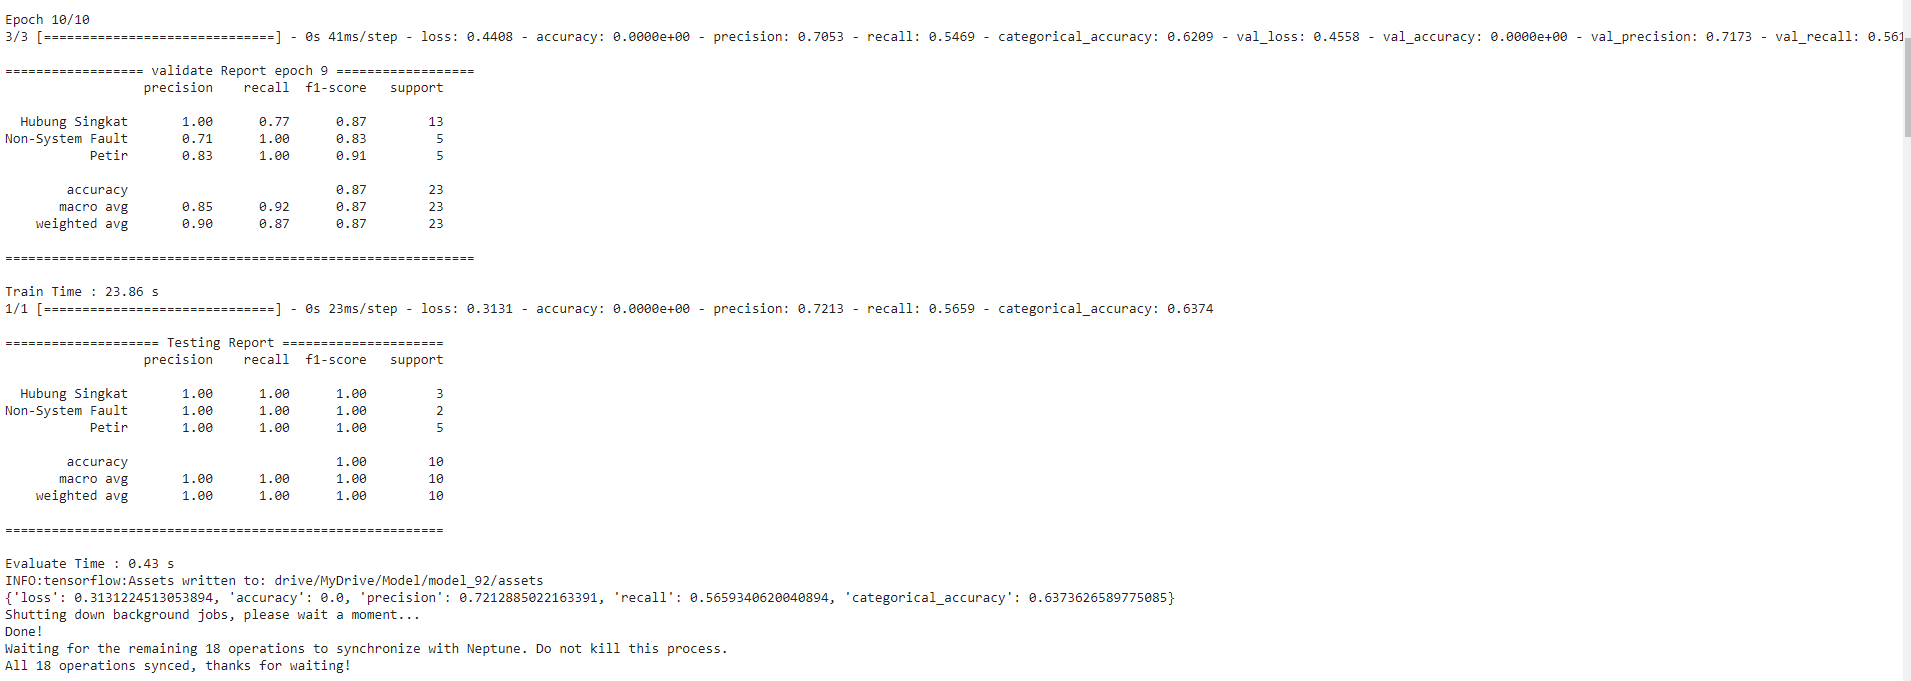 Epoch 10/10
3/3 [==============================] - 0s 41ms/step - loss: 0.4408 - accuracy: 0.0000e+00 - precision: 0.7053 - recall: 0.5469 - categorical_accuracy: 0.6209 - val_loss: 0.4558 - val_accuracy: 0.0000e+00 - val_precision: 0.7173 - val_recall: 0.561
================== validate Report epoch 9 ==================
precision recall f1-score support
Hubung Singkat 1.00 0.77 0.87 13
Non-System Fault 0.71 1.00 0.83 5
Petir 0.83 1.00 0.91 5
accuracy 0.87 23
macro avg 0.85 0.92 0.87 23
weighted avg 0.90 0.87 0.87 23
=============================================================
Train Time : 23.86 s
1/1 [==============================] - 0s 23ms/step - loss: 0.3131 - accuracy: 0.0000e+00 - precision: 0.7213 - recall: 0.5659 - categorical_accuracy: 0.6374
==================== Testing Report =====================
precision recall f1-score support
Hubung Singkat 1.00 1.00 1.00 3
Non-System Fault 1.00 1.00 1.00 2
Petir 1.00 1.00 1.00 5
accuracy 1.00 10
macro avg 1.00 1.00 1.00 10
weighted avg 1.00 1.00 1.00 10
=========================================================
Evaluate Time : 0.43 s
INFO:tensorflow:Assets written to: drive/MyDrive/Model/model_92/assets
{'loss': 0.3131224513053894, 'accuracy': 0.0, 'precision': 0.7212885022163391, 'recall': 0.5659340620040894, 'categorical_accuracy': 0.6373626589775085}
Shutting down background jobs, please wait a moment...
Done!
Waiting for the remaining 18 operations to synchronize with Neptune. Do not kill this process.
All 18 operations synced, thanks for waiting!